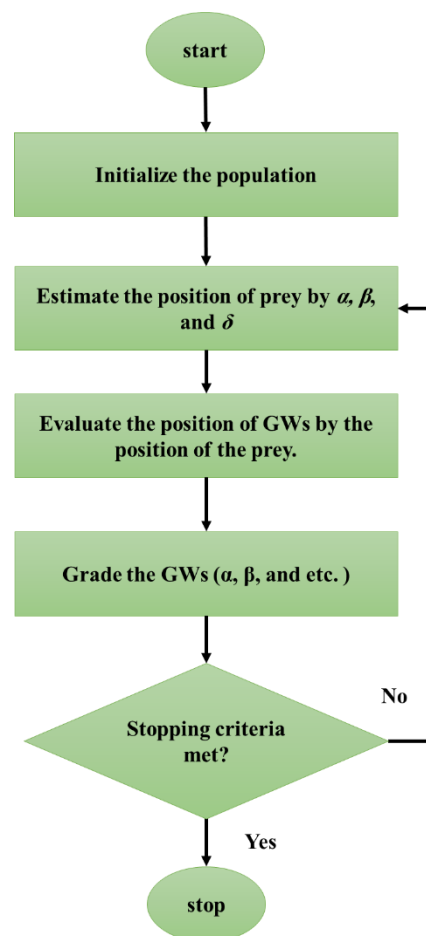 start
Initialize the population
Estimate the position of prey by α, β,
and δ
Evaluate the position of GWs by the
position of the prey.
Grade the GWs (α, β, and etc. )
No
Stopping criteria
met?
Yes
stop